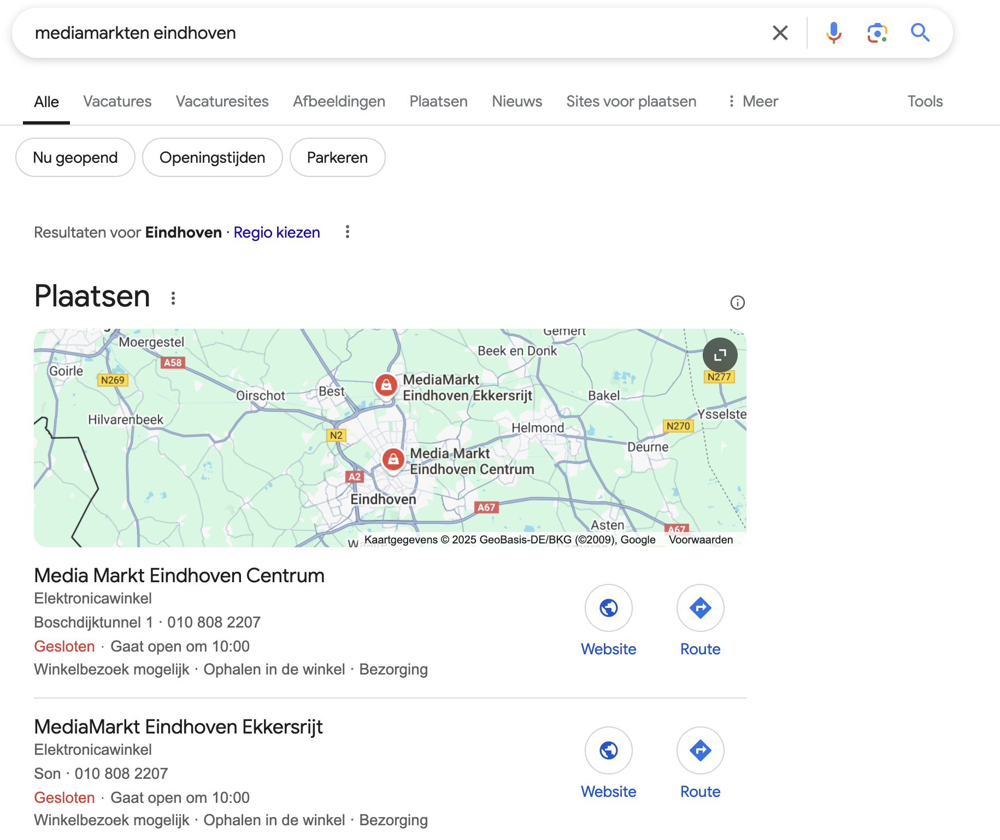 mediamarkten eindhoven
Alle Vacatures Vacaturesites Afbeeldingen Plaatsen Nieuws Sites voor plaatsen Meer Tools
Nu geopend Openingstijden Parkeren
Resultaten voor Eindhoven · Regio kiezen
Plaatsen
Gemert
Moergestel
Beek en Donk
A58
Goirle
N269
N277
MediaMarkt
Eindhoven Ekkersrijt
Best
Oirschot
Bakel
Ysselste
Hilvarenbeek
Helmond
N270
N2
Deurne
Media Markt
Eindhoven Centrum
A2
Eindhoven
A67
Asten
A67
Kaartgegevens © 2025 GeoBasis-DE/BKG (©2009), Google Voorwaarden
Media Markt Eindhoven Centrum
Elektronicawinkel
Boschdijktunnel 1 · 010 808 2207
Gesloten · Gaat open om 10:00
Winkelbezoek mogelijk · Ophalen in de winkel · Bezorging
Website Route
MediaMarkt Eindhoven Ekkersrijt
Elektronicawinkel
Son · 010 808 2207
Gesloten · Gaat open om 10:00
Winkelbezoek mogelijk · Ophalen in de winkel · Bezorging
Website Route